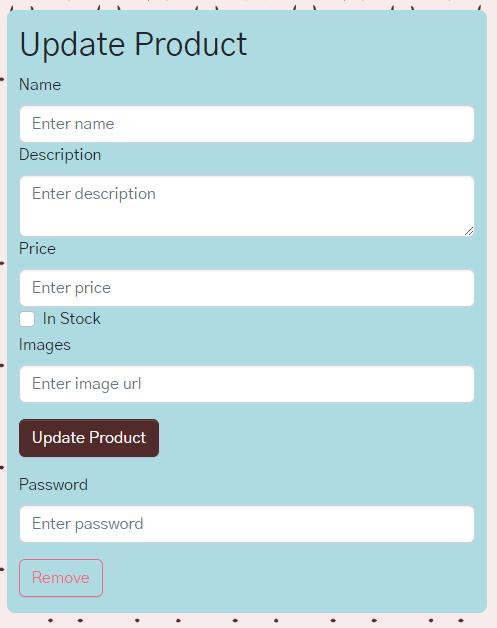 Update Product
Name
Enter name
Description
Enter description
Price
Enter price
In Stock
Images
Enter image url
Update Product
Password
Enter password
Remove